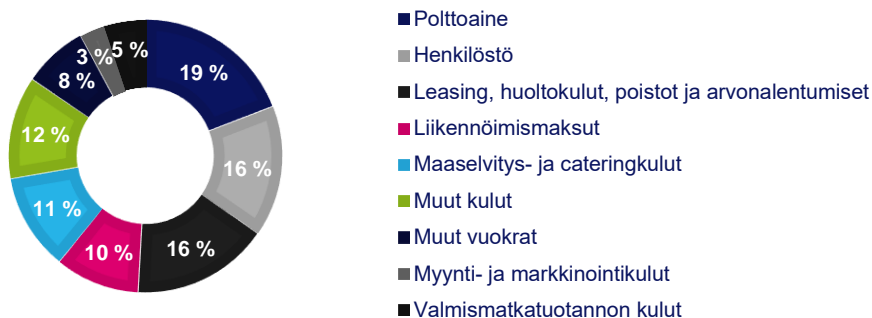 19 %
16 %
16 %
10 %
11 %
12 %
8 %
3 %
5 %
Polttoaine
Henkilöstö
Leasing, huoltokulut, poistot ja arvonalentumiset
Liikennöimismaksut
Maaselvitys- ja cateringkulut
Muut kulut
Muut vuokrat
Myynti- ja markkinointikulut
Valmismatkatuotannon kulut